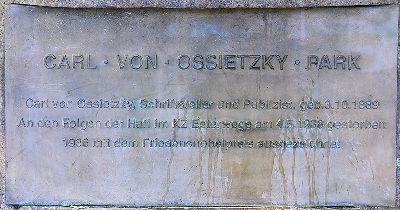 CARL · VON · OSSIETZKY · PARK
Carl von Ossietzky, Schriftsteller und Publizist, geb. 3.10.1889
An den Folgen der Haft im KZ Esterwege am 4.5.1938 gestorben
1936 mit dem Friedensnobelpreis ausgezeichnet